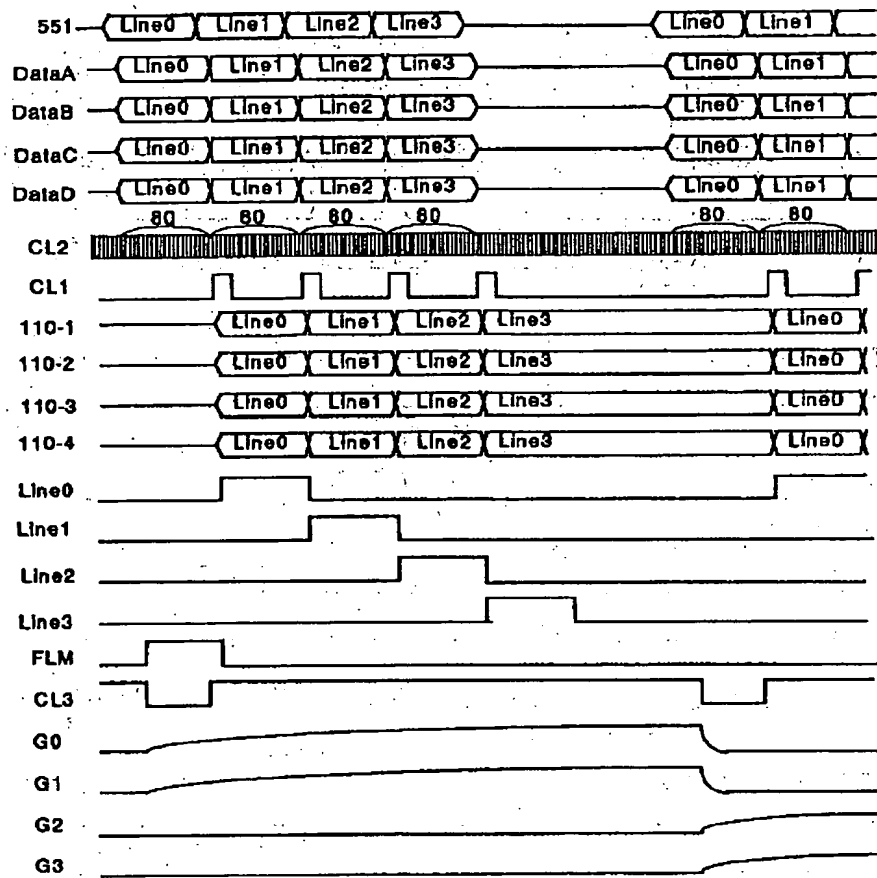 551 Line0 Line1 Line2 Line3 Line0 Line1
DataA Line0 Line1 Line2 Line3 Line0 Line1
DataB Line0 Line1 Line2 Line3 Line0 Line1
DataC Line0 Line1 Line2 Line3 Line0 Line1
DataD Line0 Line1 Line2 Line3 Line0 Line1
80 80 80 80 80 80
CL2
CL1
110-1 Line0 Line1 Line2 Line3 Line0
110-2 Line0 Line1 Line2 Line3 Line0
110-3 Line0 Line1 Line2 Line3 Line0
110-4 Line0 Line1 Line2 Line3 Line0
Line0
Line1
Line2
Line3
FLM
CL3
G0
G1
G2
G3